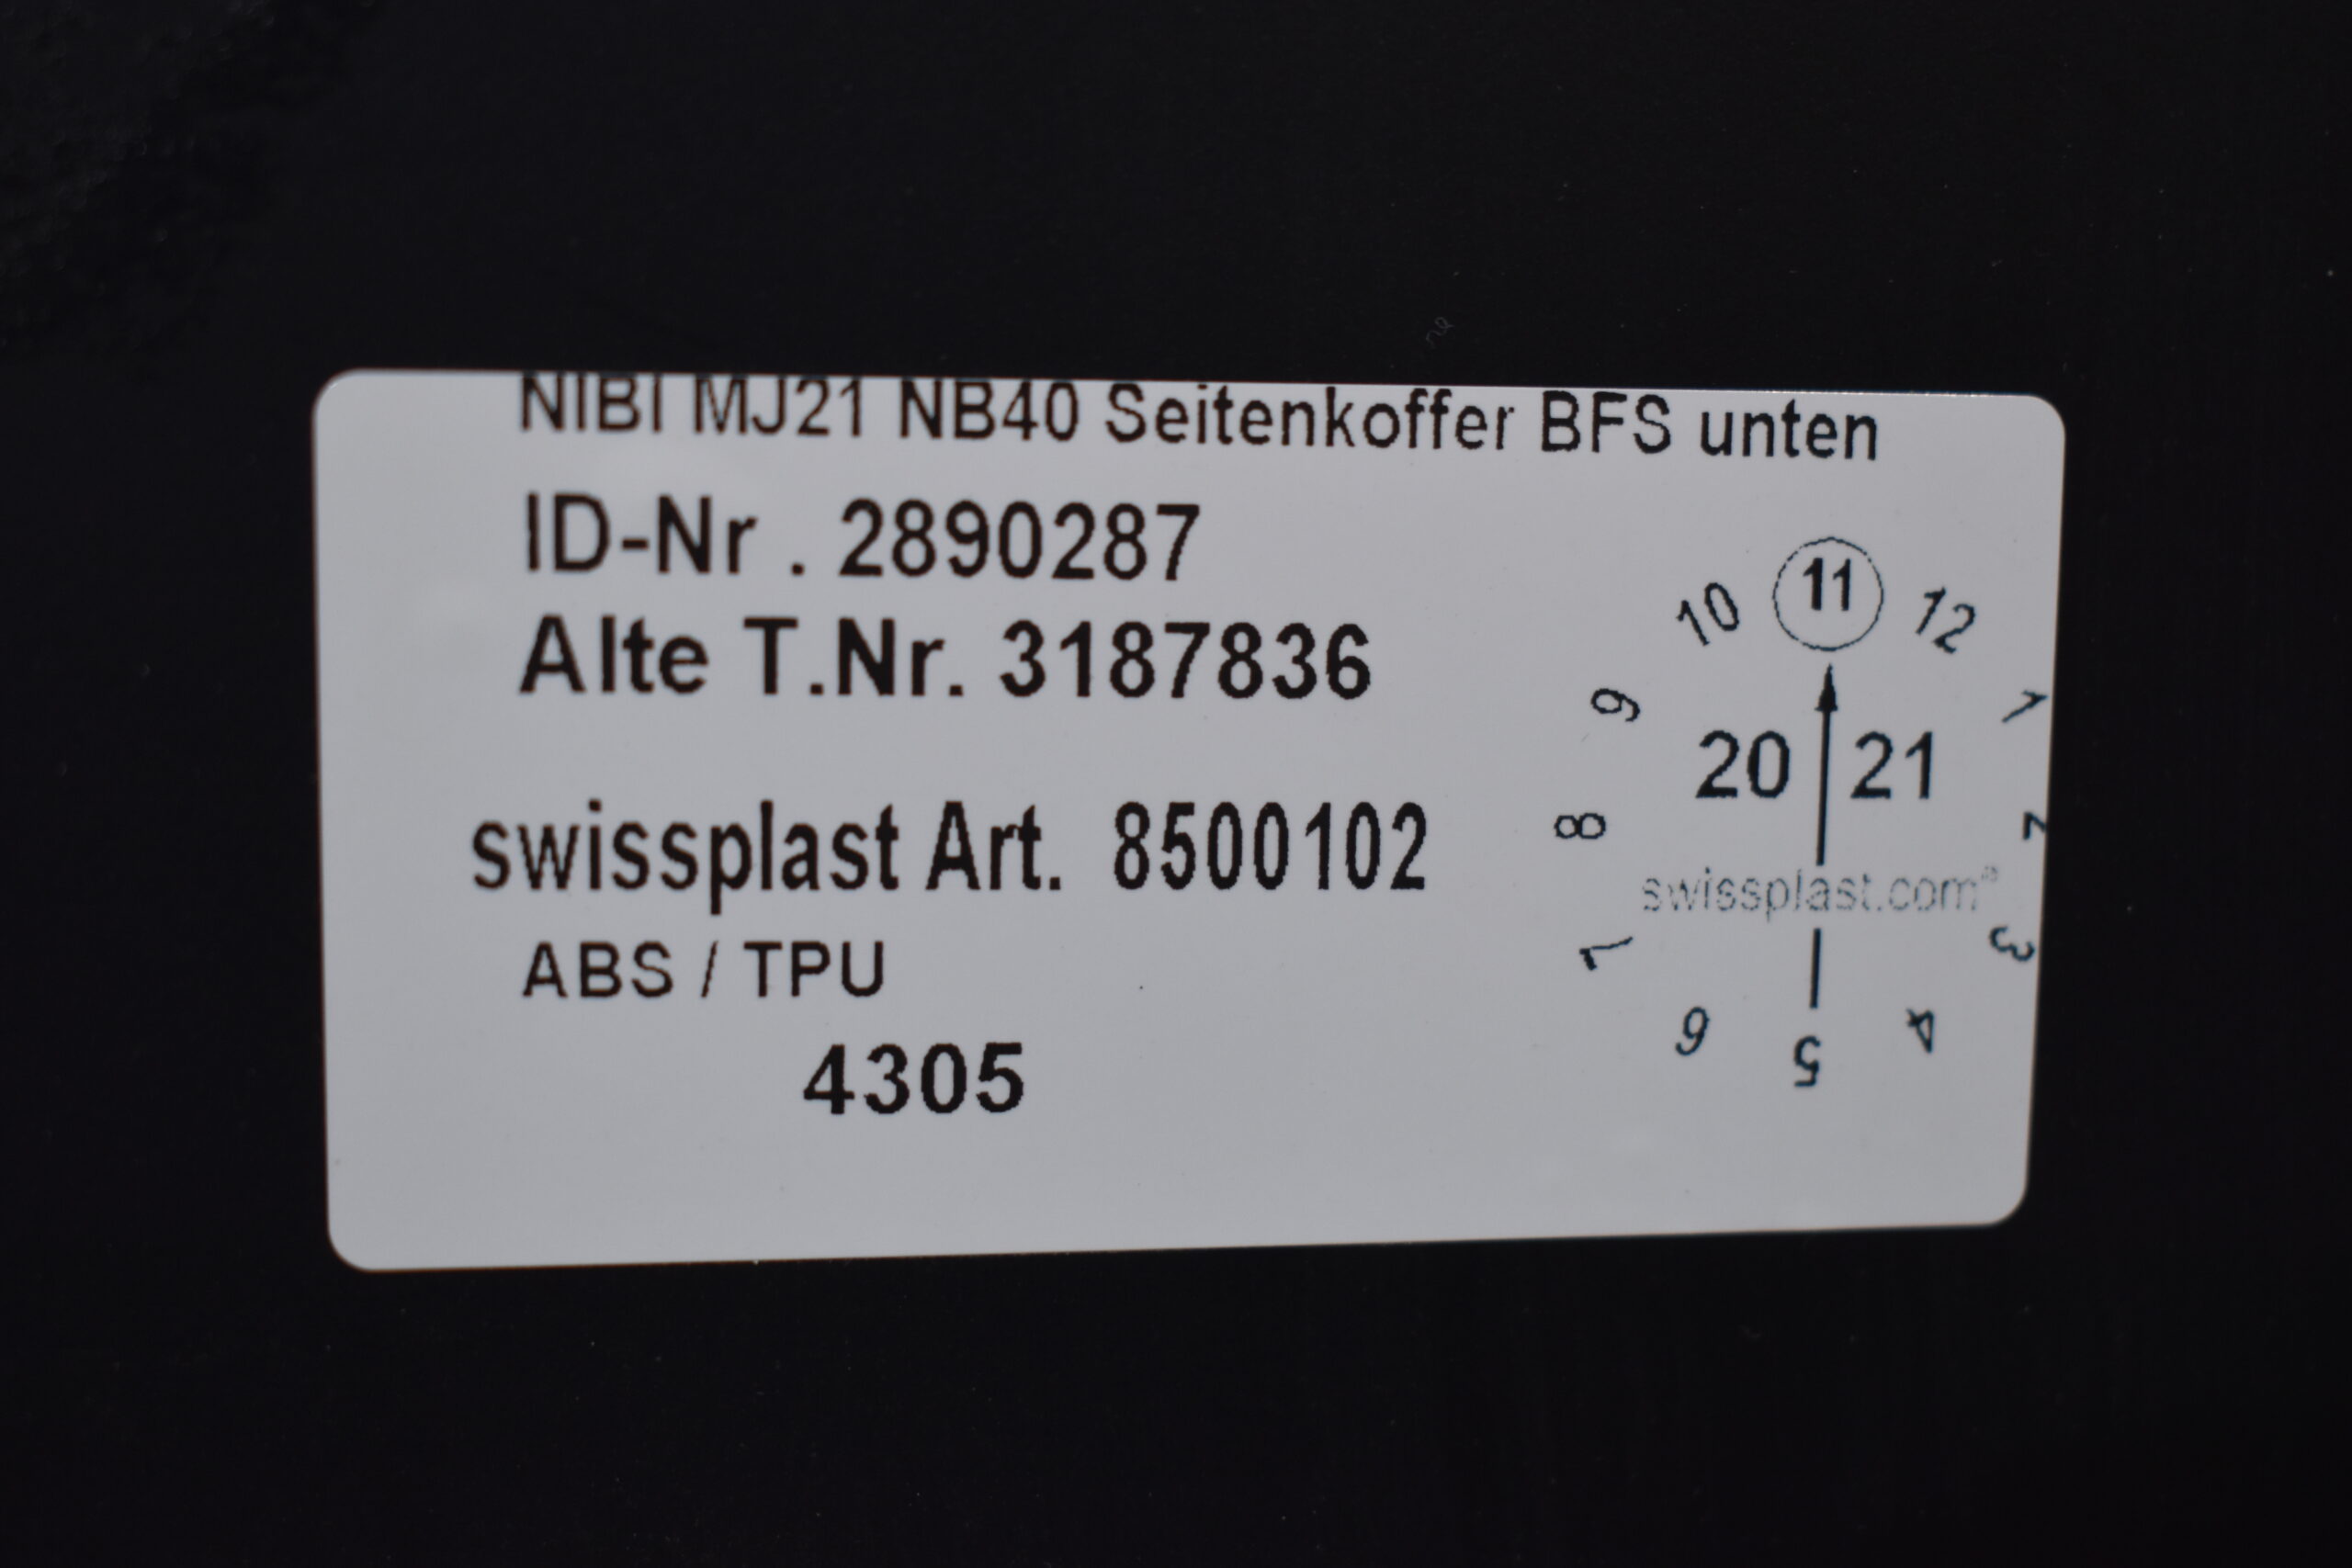 NIBI MJ21 NB40 Seitenkoffer BFS unten
ID-Nr . 2890287
Alte T.Nr. 3187836
swissplast Art. 8500102
ABS / TPU
4305
10 11 12
9 1
20 21
8 2
swissplast.com®
7 3
6 5 4